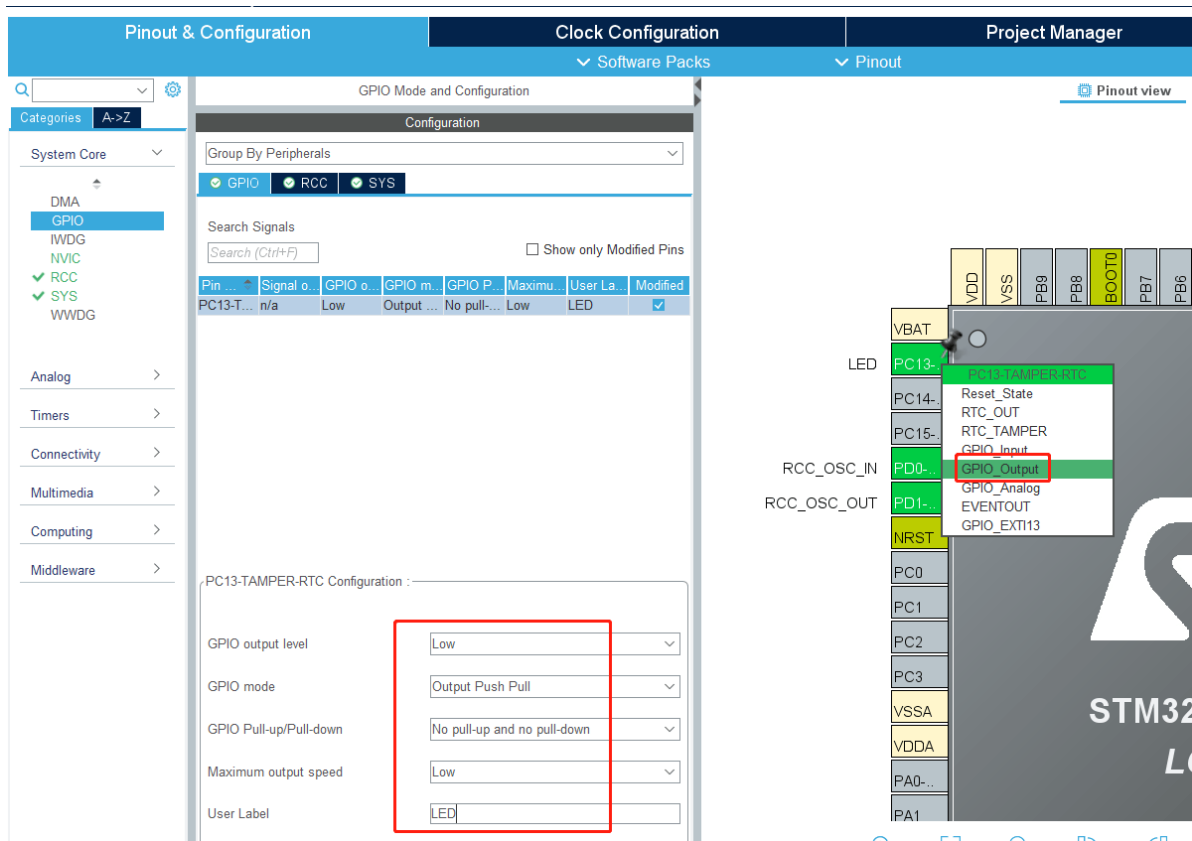 Pinout & Configuration
Clock Configuration
Project Manager
Software Packs
Pinout
GPIO Mode and Configuration
Pinout view
Categories
A->Z
Configuration
System Core
Group By Peripherals
GPIO
RCC
SYS
DMA
GPIO
IWDG
NVIC
RCC
SYS
WWDG
Search Signals
Search (Ctrl+F)
Show only Modified Pins
Pin ...
Signal o...
GPIO o...
GPIO m...
GPIO P...
Maximu...
User La...
Modified
PC13-T...
n/a
Low
Output ...
No pull-...
Low
LED
Analog
Timers
Connectivity
Multimedia
Computing
Middleware
PC13-TAMPER-RTC Configuration :
GPIO output level
Low
GPIO mode
Output Push Pull
GPIO Pull-up/Pull-down
No pull-up and no pull-down
Maximum output speed
Low
User Label
LED
VDD
VSS
PB9
PB8
BOOT0
PB7
PB6
VBAT
LED
PC13-..
PC14-..
PC15-..
RCC_OSC_IN
PD0-..
RCC_OSC_OUT
PD1-..
NRST
PC0
PC1
PC2
PC3
VSSA
VDDA
PA0-..
PA1
PC13-TAMPER-RTC
Reset_State
RTC_OUT
RTC_TAMPER
GPIO_Input
GPIO_Output
GPIO_Analog
EVENTOUT
GPIO_EXTI13
STM32